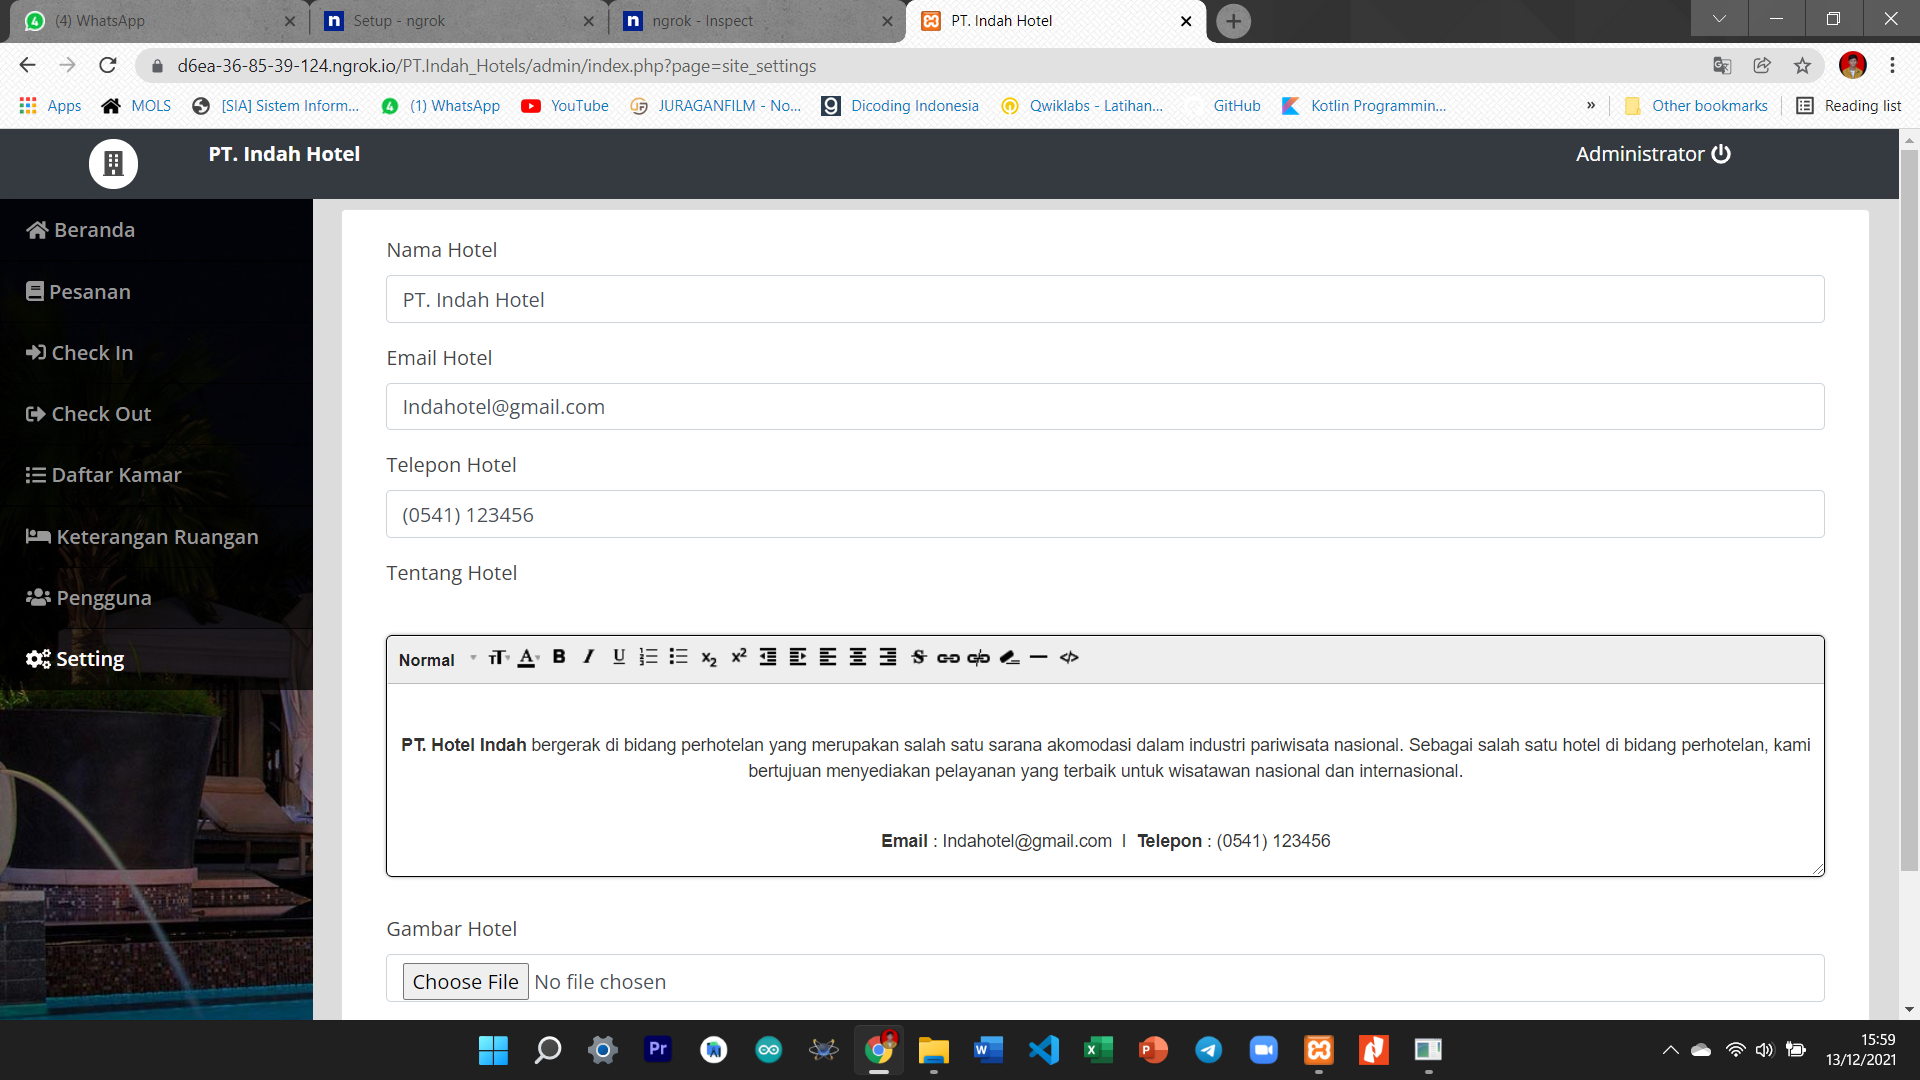 (4) WhatsApp
Setup - ngrok
ngrok - Inspect
PT. Indah Hotel
d6ea-36-85-39-124.ngrok.io/PT.Indah_Hotels/admin/index.php?page=site_settings
Apps
MOLS
[SIA] Sistem Inform...
(1) WhatsApp
YouTube
JURAGANFILM - No...
Dicoding Indonesia
Qwiklabs - Latihan...
GitHub
Kotlin Programmin...
»
Other bookmarks
Reading list
PT. Indah Hotel
Administrator
Beranda
Pesanan
Check In
Check Out
Daftar Kamar
Keterangan Ruangan
Pengguna
Setting
Nama Hotel
PT. Indah Hotel
Email Hotel
Indahotel@gmail.com
Telepon Hotel
(0541) 123456
Tentang Hotel
Normal
PT. Hotel Indah bergerak di bidang perhotelan yang merupakan salah satu sarana akomodasi dalam industri pariwisata nasional. Sebagai salah satu hotel di bidang perhotelan, kami
bertujuan menyediakan pelayanan yang terbaik untuk wisatawan nasional dan internasional.
Email : Indahotel@gmail.com I Telepon : (0541) 123456
Gambar Hotel
Choose File No file chosen
15:59
13/12/2021